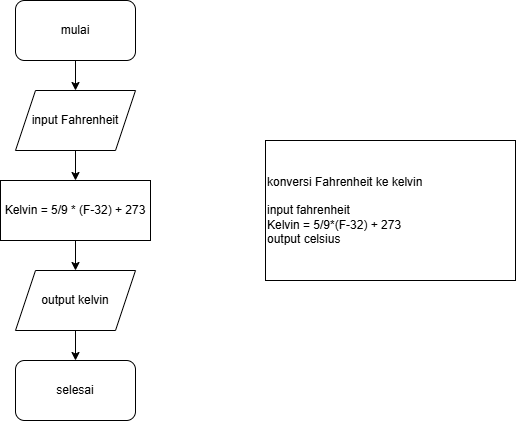 mulai
input Fahrenheit
Kelvin = 5/9 * (F-32) + 273
output kelvin
selesai
konversi Fahrenheit ke kelvin
input fahrenheit
Kelvin = 5/9*(F-32) + 273
output celsius